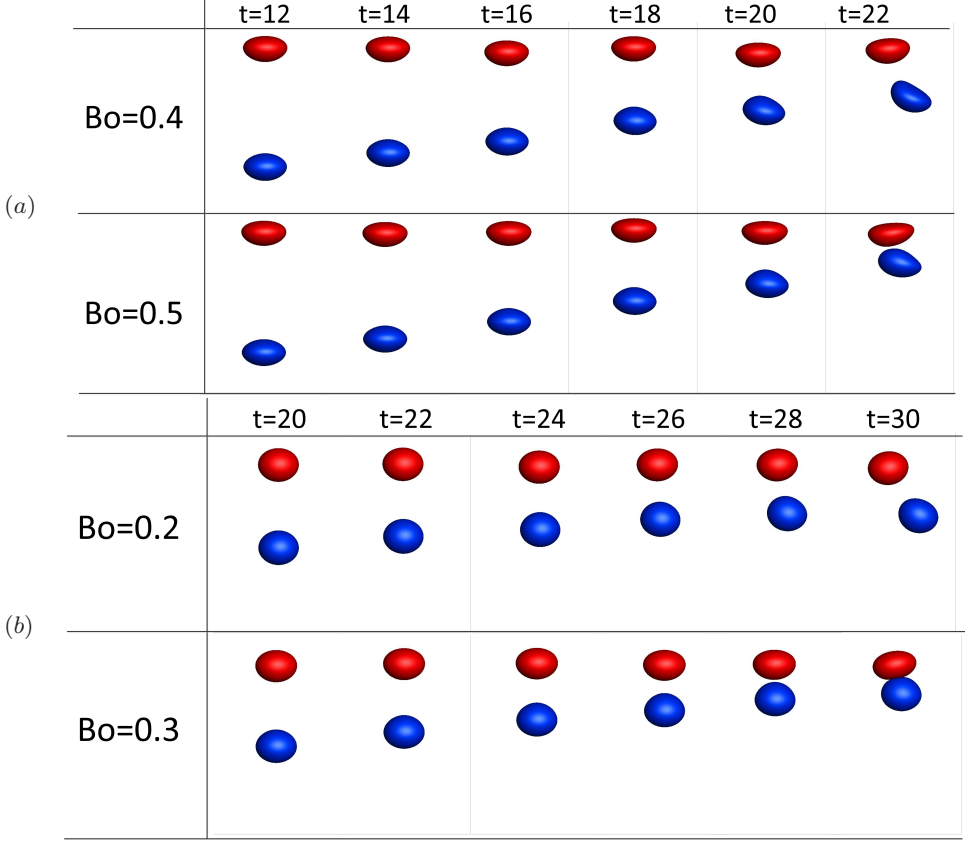 t=12 t=14 t=16 t=18 t=20 t=22
Bo=0.4
(a)
Bo=0.5
t=20 t=22 t=24 t=26 t=28 t=30
Bo=0.2
(b)
Bo=0.3